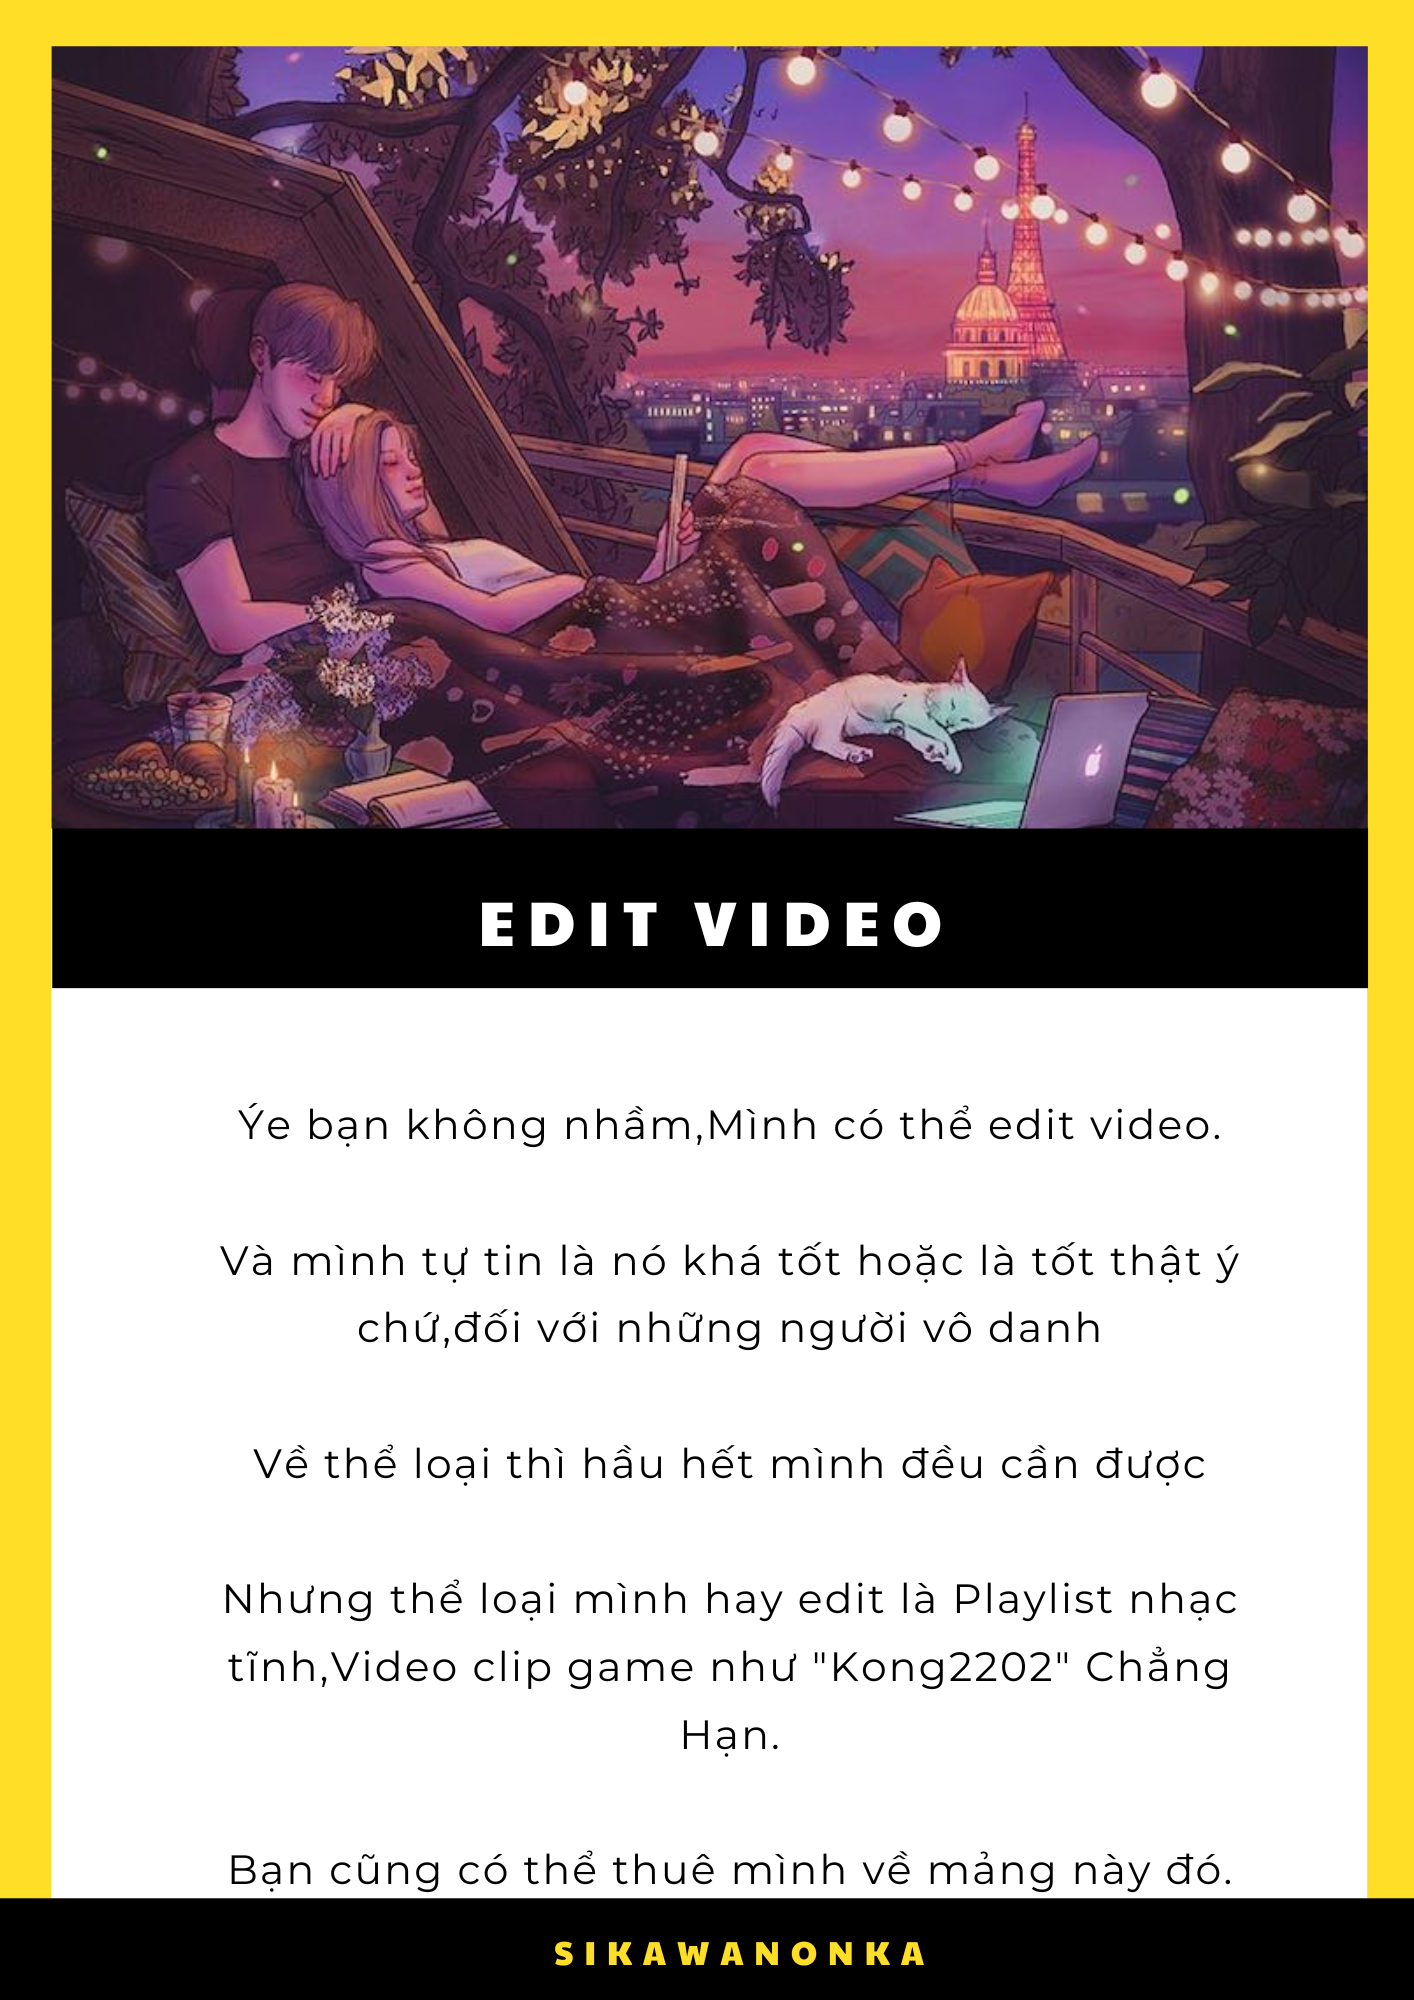 EDIT VIDEO
Ýe bạn không nhầm,Mình có thể edit video.
Và mình tự tin là nó khá tốt hoặc là tốt thật ý
chứ,đối với những người vô danh
Về thể loại thì hầu hết mình đều cần được
Nhưng thể loại mình hay edit là Playlist nhạc
tĩnh,Video clip game như "Kong2202" Chẳng
Hạn.
Bạn cũng có thể thuê mình về mảng này đó.
SIKAWANONKA